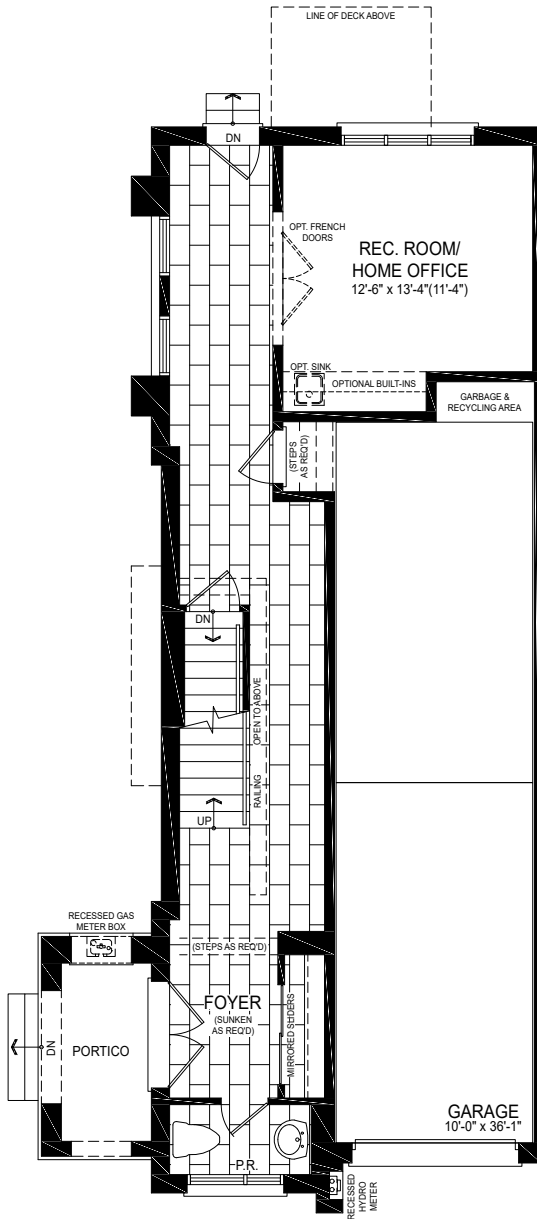 LINE OF DECK ABOVE
DN
OPT. FRENCH
DOORS
REC. ROOM/
HOME OFFICE
12'-6" x 13'-4"(11'-4")
OPT. SINK
OPTIONAL BUILT-INS
GARBAGE &
RECYCLING AREA
(STEPS
AS REQ'D)
DN
OPEN TO ABOVE
RAILING
UP
RECESSED GAS
METER BOX
(STEPS AS REQ'D)
FOYER
(SUNKEN
AS REQ'D)
MIRRORED SLIDERS
DN
PORTICO
GARAGE
10'-0" x 36'-1"
P.R.
RECESSED
HYDRO
METER